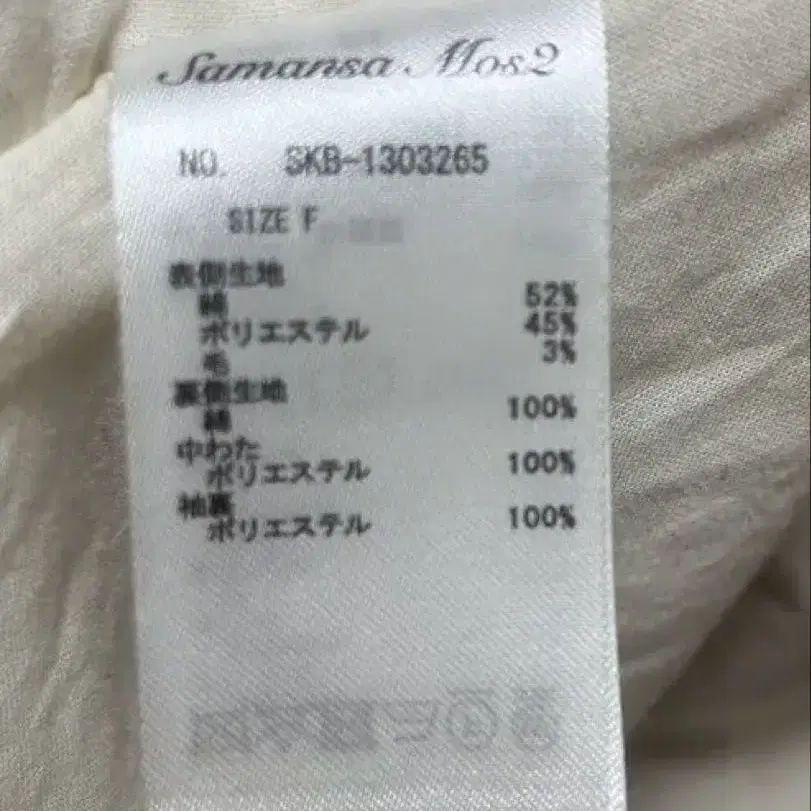 Samansa Mos2
NO. SKB-1303265
SIZE F
表側生地
綿 52%
ポリエステル 45%
毛 3%
裏側生地
綿 100%
中わた
ポリエステル 100%
袖裏
ポリエステル 100%